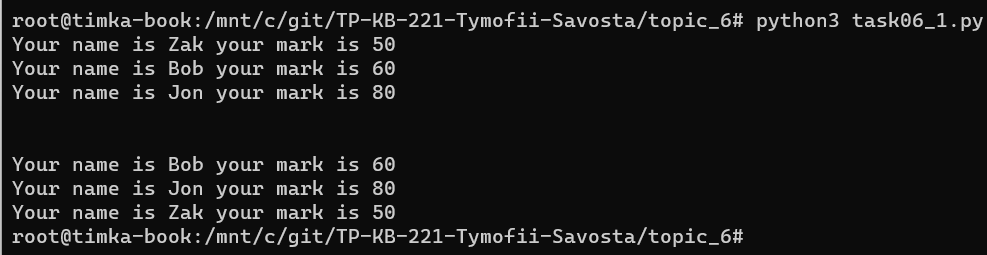 root@timka-book:/mnt/c/git/TP-KB-221-Tymofii-Savosta/topic_6# python3 task06_1.py
Your name is Zak your mark is 50
Your name is Bob your mark is 60
Your name is Jon your mark is 80
Your name is Bob your mark is 60
Your name is Jon your mark is 80
Your name is Zak your mark is 50
root@timka-book:/mnt/c/git/TP-KB-221-Tymofii-Savosta/topic_6#